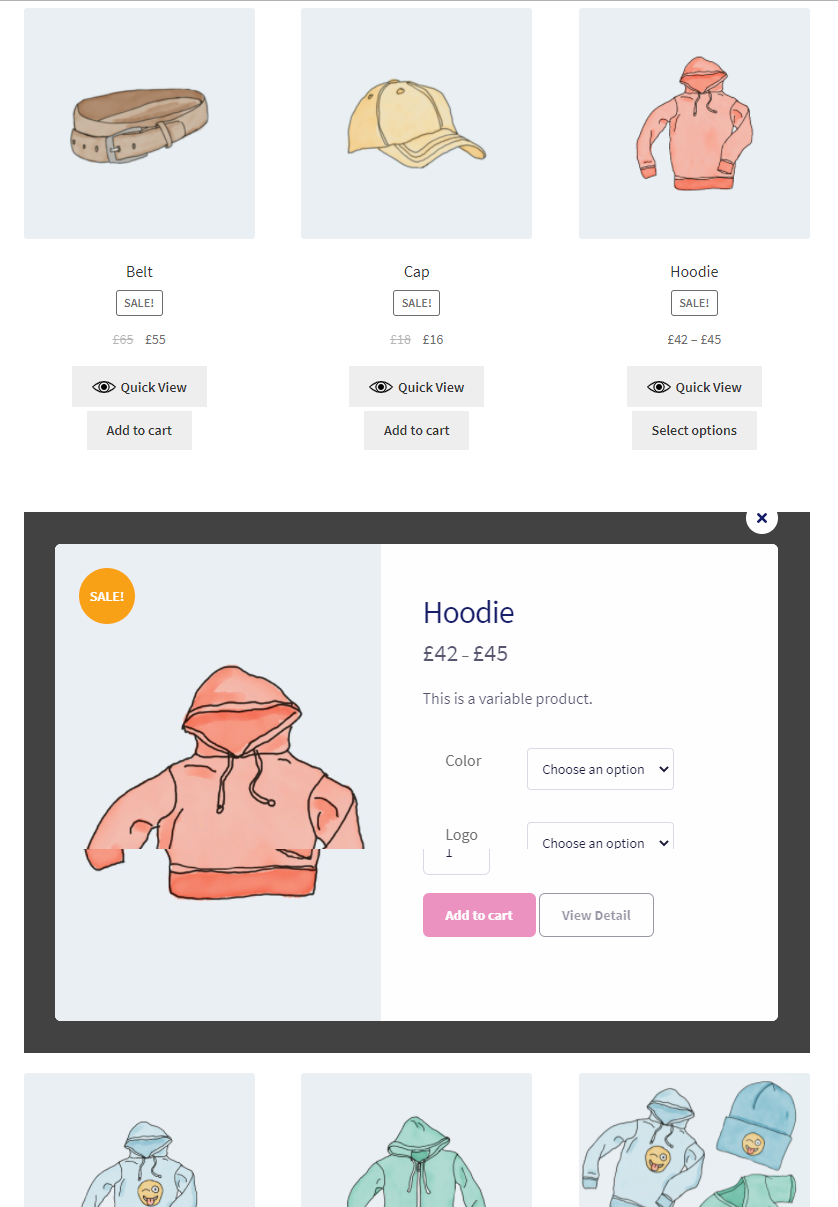 Belt Cap Hoodie
SALE! SALE! SALE!
£65 £55 £18 £16 £42 – £45
Quick View Quick View Quick View
Add to cart Add to cart Select options
SALE!
Hoodie
£42 – £45
This is a variable product.
Color Choose an option
Logo Choose an option
1
Add to cart View Detail